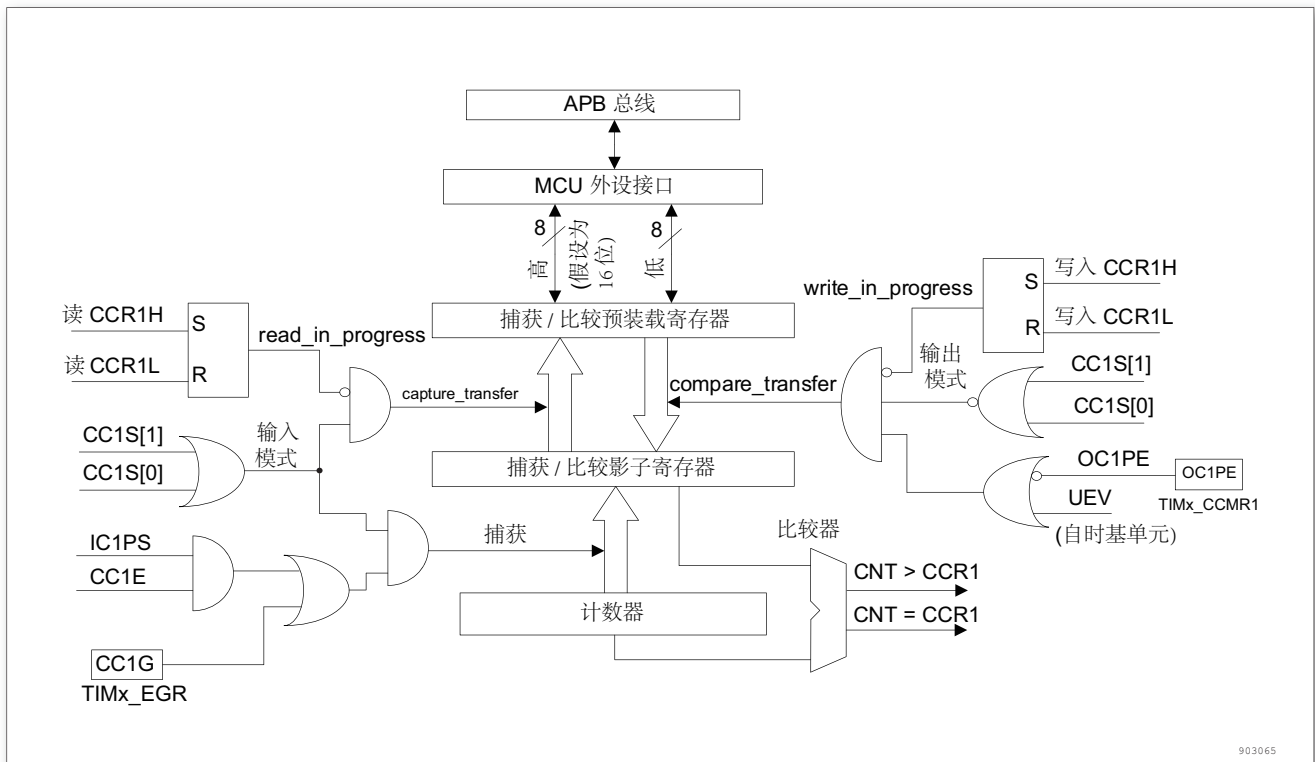 APB 总线
MCU 外设接口
8
8
高
(假设为
16 位)
低
写入 CCR1H
write_in_progress
S
读 CCR1H
S
read_in_progress
捕获 / 比较预装载寄存器
R
写入 CCR1L
读 CCR1L
R
输出
模式
CC1S[1]
capture_transfer
compare_transfer
CC1S[0]
CC1S[1]
输入
模式
CC1S[0]
捕获 / 比较影子寄存器
OC1PE
OC1PE
UEV
TIMx_CCMR1
IC1PS
捕获
比较器
(自时基单元)
CC1E
CNT > CCR1
计数器
CNT = CCR1
CC1G
TIMx_EGR
903065